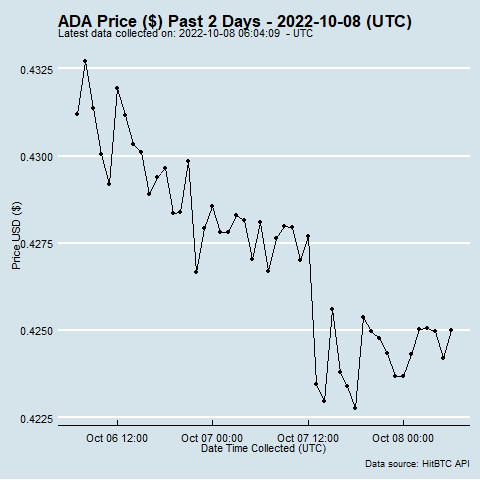 ADA Price ($) Past 2 Days - 2022-10-08 (UTC)
Latest data collected on: 2022-10-08 06:04:09  - UTC
0.4325
0.4300
0.4275
0.4250
0.4225
Price USD ($)
Oct 06 12:00
Oct 07 00:00
Oct 07 12:00
Oct 08 00:00
Date Time Collected (UTC)
Data source: HitBTC API